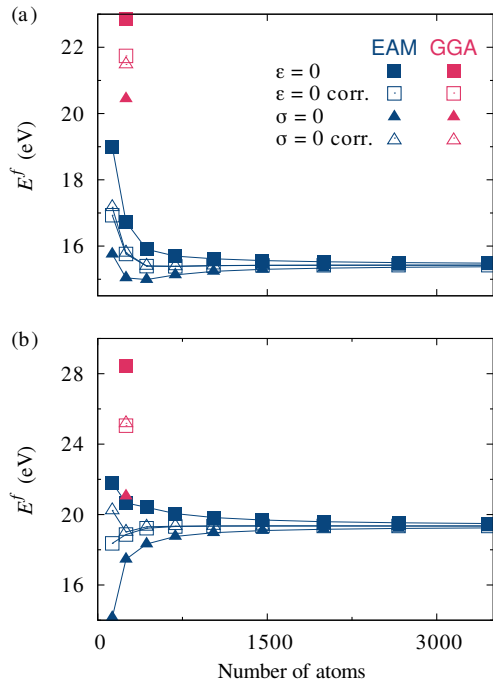 (a)
22
20
18
16
E^f (eV)
EAM GGA
ε = 0
ε = 0 corr.
σ = 0
σ = 0 corr.
(b)
28
24
20
16
E^f (eV)
0 1500 3000
Number of atoms